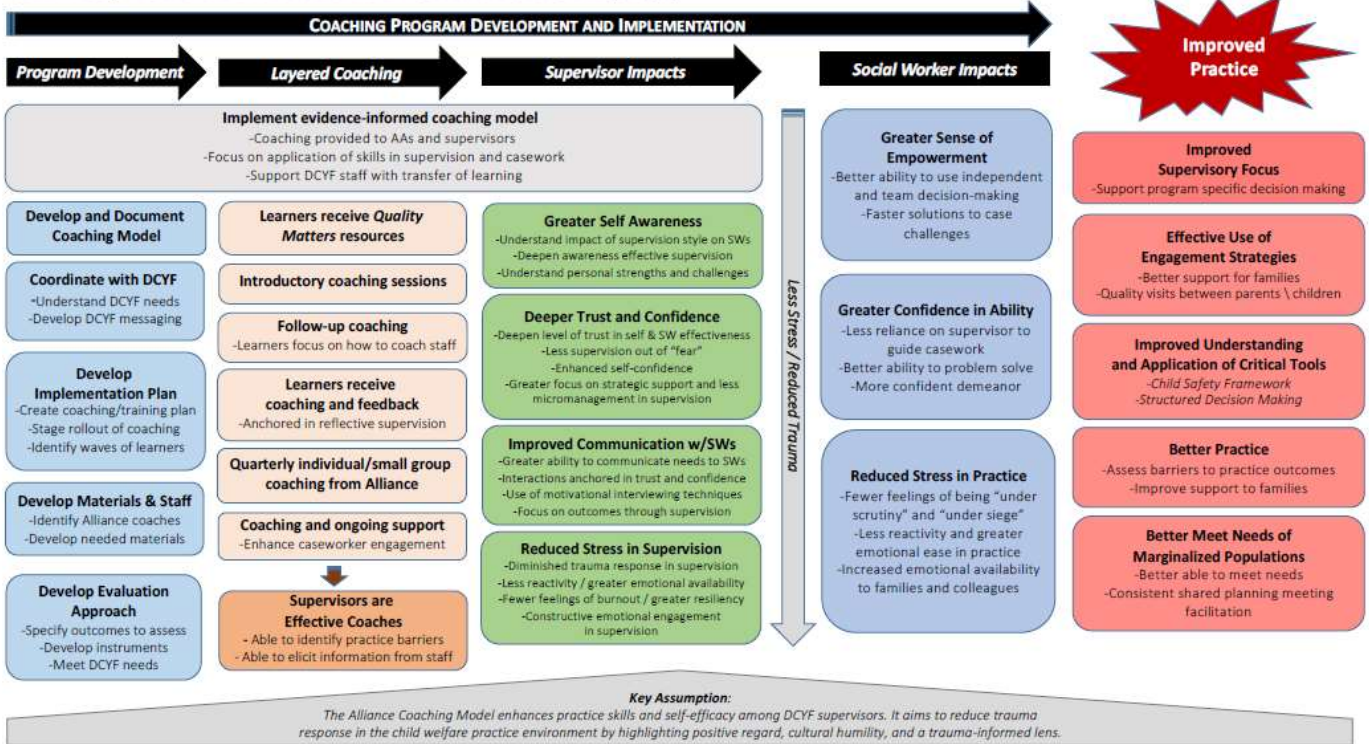 COACHING PROGRAM DEVELOPMENT AND IMPLEMENTATION
Improved
Practice
Program Development
Layered Coaching
Supervisor Impacts
Social Worker Impacts
Implement evidence-informed coaching model
-Coaching provided to AAs and supervisors
-Focus on application of skills in supervision and casework
-Support DCYF staff with transfer of learning
Develop and Document
Coaching Model
Coordinate with DCYF
-Understand DCYF needs
-Develop DCYF messaging
Develop
Implementation Plan
-Create coaching/training plan
-Stage rollout of coaching
-Identify waves of learners
Develop Materials & Staff
-Identify Alliance coaches
-Develop needed materials
Develop Evaluation
Approach
-Specify outcomes to assess
-Develop instruments
-Meet DCYF needs
Learners receive Quality
Matters resources
Introductory coaching sessions
Follow-up coaching
-Learners focus on how to coach staff
Learners receive
coaching and feedback
-Anchored in reflective supervision
Quarterly individual/small group
coaching from Alliance
Coaching and ongoing support
-Enhance caseworker engagement
Supervisors are
Effective Coaches
- Able to identify practice barriers
- Able to elicit information from staff
Greater Self Awareness
-Understand impact of supervision style on SWs
-Deepen awareness effective supervision
-Understand personal strengths and challenges
Deeper Trust and Confidence
-Deepen level of trust in self & SW effectiveness
-Less supervision out of "fear"
-Enhanced self-confidence
-Greater focus on strategic support and less
micromanagement in supervision
Improved Communication w/SWs
-Greater ability to communicate needs to SWs
-Interactions anchored in trust and confidence
-Use of motivational interviewing techniques
-Focus on outcomes through supervision
Reduced Stress in Supervision
-Diminished trauma response in supervision
-Less reactivity / greater emotional availability
-Fewer feelings of burnout / greater resiliency
-Constructive emotional engagement
in supervision
Less Stress / Reduced Trauma
Greater Sense of
Empowerment
-Better ability to use independent
and team decision-making
-Faster solutions to case
challenges
Greater Confidence in Ability
-Less reliance on supervisor to
guide casework
-Better ability to problem solve
-More confident demeanor
Reduced Stress in Practice
-Fewer feelings of being "under
scrutiny" and "under siege"
-Less reactivity and greater
emotional ease in practice
-Increased emotional availability
to families and colleagues
Improved
Supervisory Focus
-Support program specific decision making
Effective Use of
Engagement Strategies
-Better support for families
-Quality visits between parents \ children
Improved Understanding
and Application of Critical Tools
-Child Safety Framework
-Structured Decision Making
Better Practice
-Assess barriers to practice outcomes
-Improve support to families
Better Meet Needs of
Marginalized Populations
-Better able to meet needs
-Consistent shared planning meeting
facilitation
Key Assumption:
The Alliance Coaching Model enhances practice skills and self-efficacy among DCYF supervisors. It aims to reduce trauma
response in the child welfare practice environment by highlighting positive regard, cultural humility, and a trauma-informed lens.